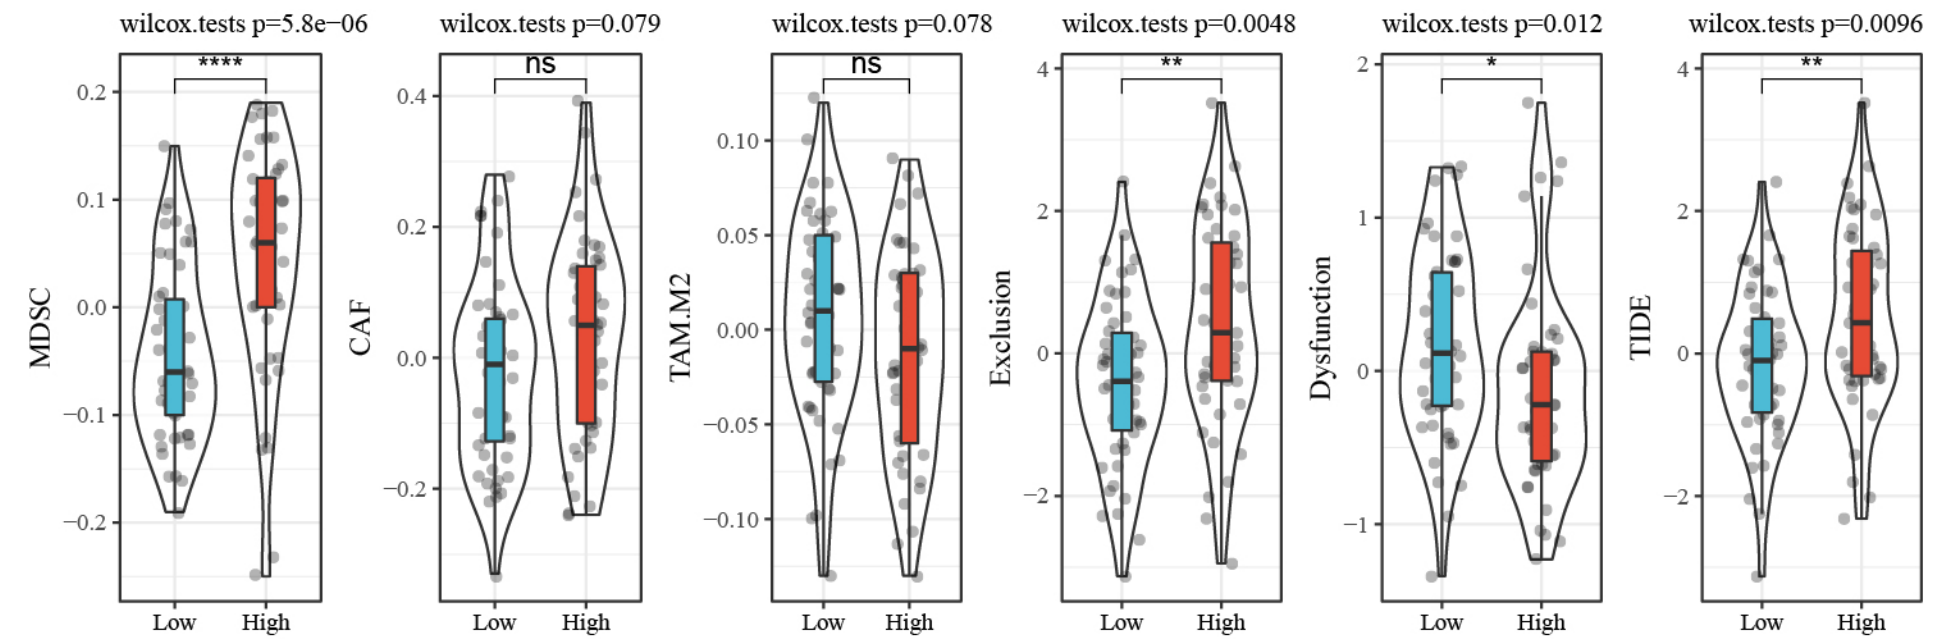 wilcox.tests p=5.8e−06
****
MDSC
0.2
0.1
0.0
−0.1
−0.2
Low High
wilcox.tests p=0.079
ns
CAF
0.4
0.2
0.0
−0.2
Low High
wilcox.tests p=0.078
ns
TAM.M2
0.10
0.05
0.00
−0.05
−0.10
Low High
wilcox.tests p=0.0048
**
Exclusion
4
2
0
−2
Low High
wilcox.tests p=0.012
*
Dysfunction
2
1
0
−1
Low High
wilcox.tests p=0.0096
**
TIDE
4
2
0
−2
Low High